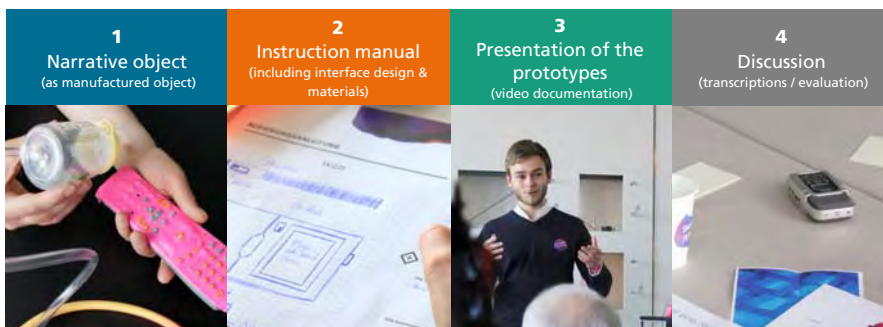 1
Narrative object
(as manufactured object)
2
Instruction manual
(including interface design &
materials)
3
Presentation of the
prototypes
(video documentation)
4
Discussion
(transcriptions / evaluation)
BEDIENUNGSANLEITUNG